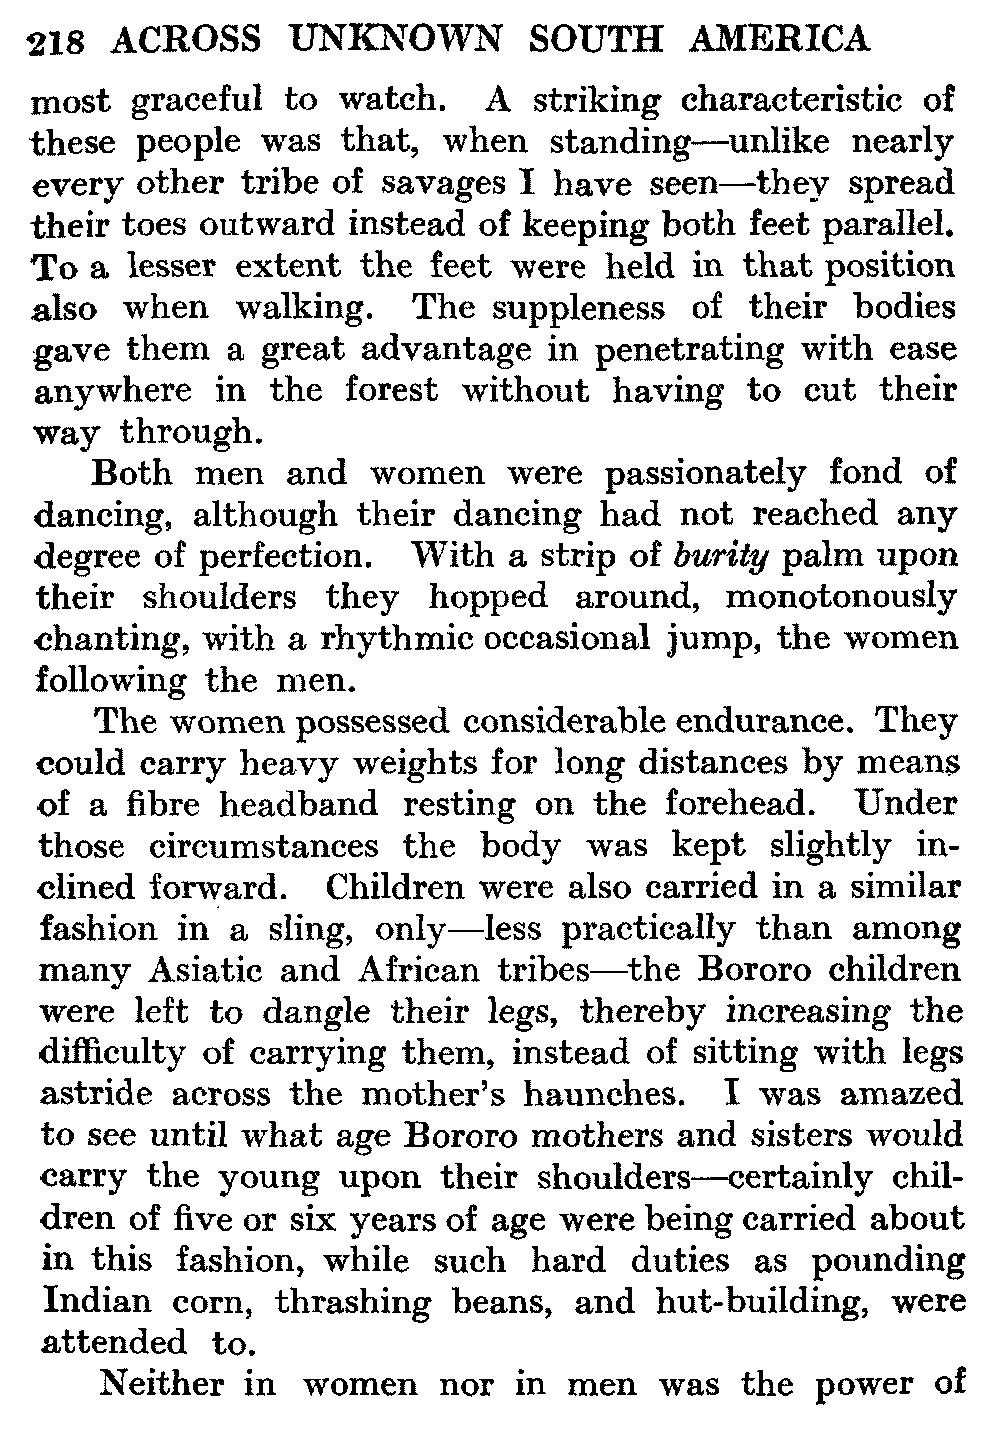 218 ACROSS UNKNOWN SOUTH AMERICA
most graceful to watch. A striking characteristic of
these people was that, when standing—unlike nearly
every other tribe of savages I have seen—they spread
their toes outward instead of keeping both feet parallel.
To a lesser extent the feet were held in that position
also when walking. The suppleness of their bodies
gave them a great advantage in penetrating with ease
anywhere in the forest without having to cut their
way through.
Both men and women were passionately fond of
dancing, although their dancing had not reached any
degree of perfection. With a strip of burity palm upon
their shoulders they hopped around, monotonously
chanting, with a rhythmic occasional jump, the women
following the men.
The women possessed considerable endurance. They
could carry heavy weights for long distances by means
of a fibre headband resting on the forehead. Under
those circumstances the body was kept slightly in-
clined forward. Children were also carried in a similar
fashion in a sling, only—less practically than among
many Asiatic and African tribes—the Bororo children
were left to dangle their legs, thereby increasing the
difficulty of carrying them, instead of sitting with legs
astride across the mother's haunches. I was amazed
to see until what age Bororo mothers and sisters would
carry the young upon their shoulders—certainly chil-
dren of five or six years of age were being carried about
in this fashion, while such hard duties as pounding
Indian corn, thrashing beans, and hut-building, were
attended to.
Neither in women nor in men was the power of